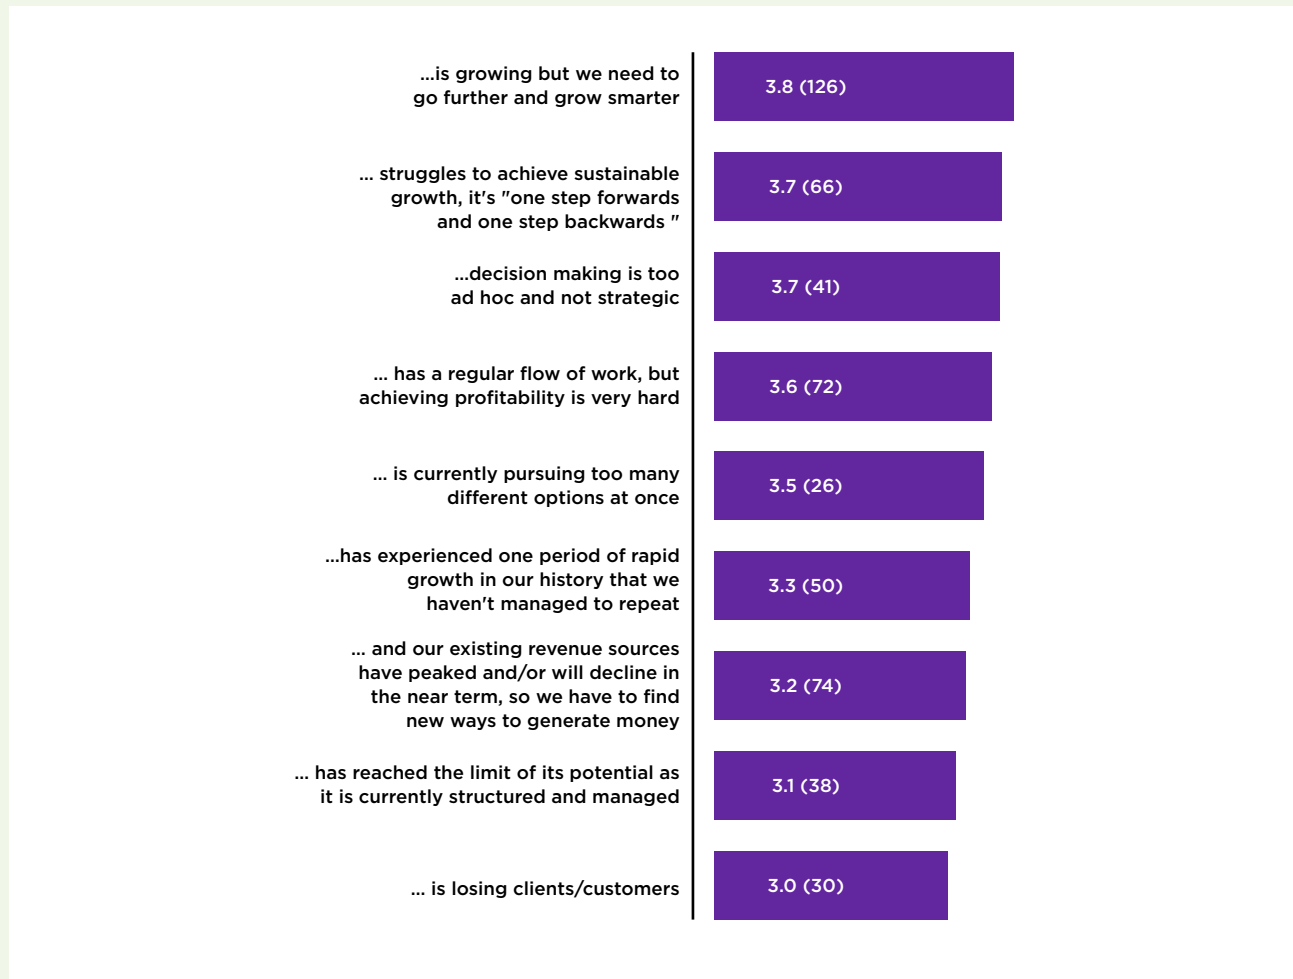 ...is growing but we need to
go further and grow smarter
3.8 (126)
... struggles to achieve sustainable
growth, it's "one step forwards
and one step backwards "
3.7 (66)
...decision making is too
ad hoc and not strategic
3.7 (41)
... has a regular flow of work, but
achieving profitability is very hard
3.6 (72)
... is currently pursuing too many
different options at once
3.5 (26)
...has experienced one period of rapid
growth in our history that we
haven't managed to repeat
3.3 (50)
... and our existing revenue sources
have peaked and/or will decline in
the near term, so we have to find
new ways to generate money
3.2 (74)
... has reached the limit of its potential as
it is currently structured and managed
3.1 (38)
... is losing clients/customers
3.0 (30)